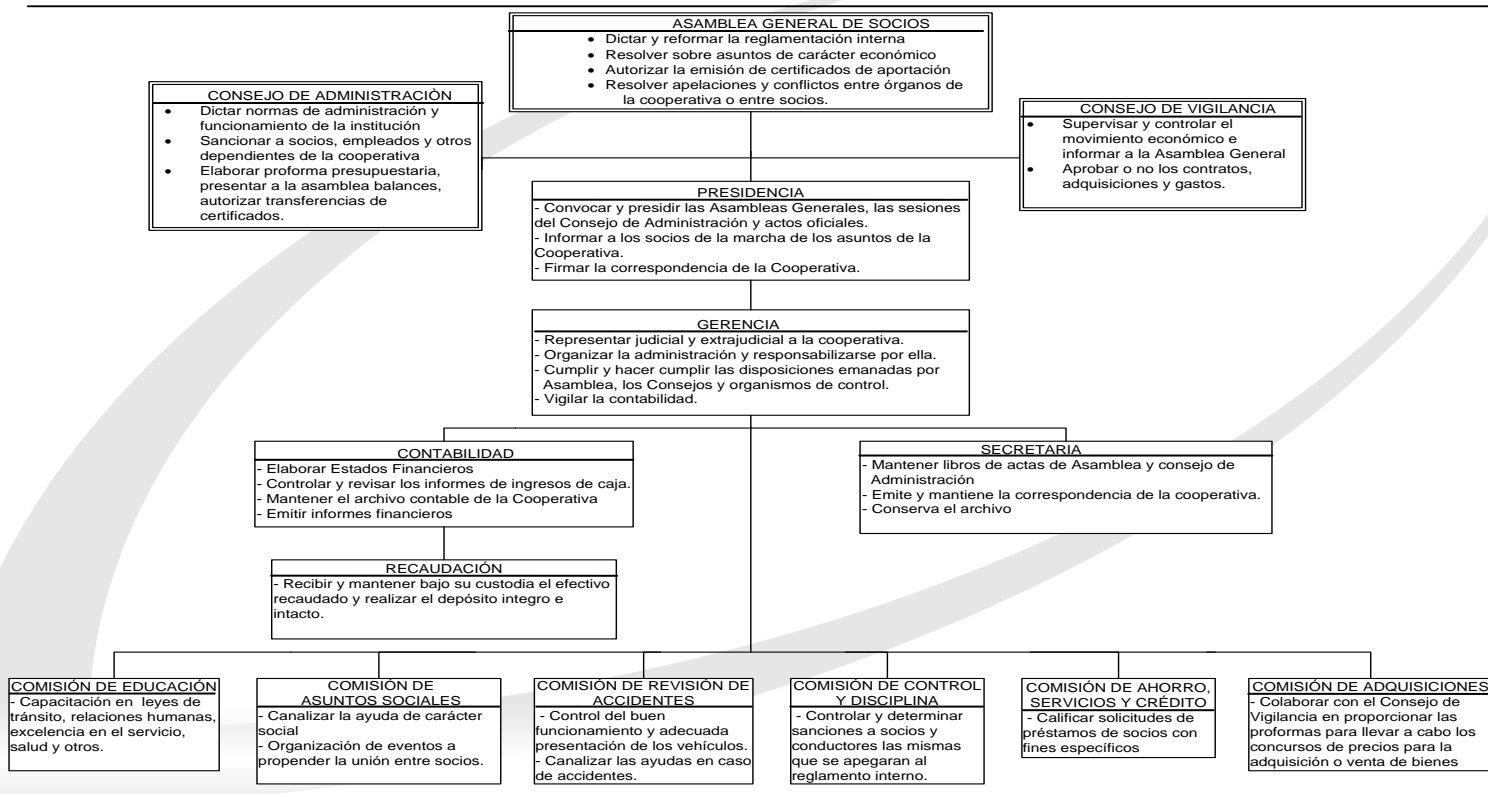 ASAMBLEA GENERAL DE SOCIOS
• Dictar y reformar la reglamentación interna
• Resolver sobre asuntos de carácter económico
• Autorizar la emisión de certificados de aportación
• Resolver apelaciones y conflictos entre órganos de
la cooperativa o entre socios.
CONSEJO DE ADMINISTRACIÒN
• Dictar normas de administración y
funcionamiento de la institución
• Sancionar a socios, empleados y otros
dependientes de la cooperativa
• Elaborar proforma presupuestaria,
presentar a la asamblea balances,
autorizar transferencias de
certificados.
CONSEJO DE VIGILANCIA
• Supervisar y controlar el
movimiento económico e
informar a la Asamblea General
• Aprobar o no los contratos,
adquisiciones y gastos.
PRESIDENCIA
- Convocar y presidir las Asambleas Generales, las sesiones
del Consejo de Administración y actos oficiales.
- Informar a los socios de la marcha de los asuntos de la
Cooperativa.
- Firmar la correspondencia de la Cooperativa.
GERENCIA
- Representar judicial y extrajudicial a la cooperativa.
- Organizar la administración y responsabilizarse por ella.
- Cumplir y hacer cumplir las disposiciones emanadas por
Asamblea, los Consejos y organismos de control.
- Vigilar la contabilidad.
CONTABILIDAD
- Elaborar Estados Financieros
- Controlar y revisar los informes de ingresos de caja.
- Mantener el archivo contable de la Cooperativa
- Emitir informes financieros
SECRETARIA
- Mantener libros de actas de Asamblea y consejo de
Administración
- Emite y mantiene la correspondencia de la cooperativa.
- Conserva el archivo
RECAUDACIÓN
- Recibir y mantener bajo su custodia el efectivo
recaudado y realizar el depósito integro e
intacto.
COMISIÓN DE EDUCACIÓN
- Capacitación en leyes de
tránsito, relaciones humanas,
excelencia en el servicio,
salud y otros.
COMISIÓN DE
ASUNTOS SOCIALES
- Canalizar la ayuda de carácter
social
- Organización de eventos a
propender la unión entre socios.
COMISIÓN DE REVISIÓN DE
ACCIDENTES
- Control del buen
funcionamiento y adecuada
presentación de los vehículos.
- Canalizar las ayudas en caso
de accidentes.
COMISIÓN DE CONTROL
Y DISCIPLINA
- Controlar y determinar
sanciones a socios y
conductores las mismas
que se apegaran al
reglamento interno.
COMISIÓN DE AHORRO,
SERVICIOS Y CRÉDITO
- Calificar solicitudes de
préstamos de socios con
fines específicos
COMISIÓN DE ADQUISICIONES
- Colaborar con el Consejo de
Vigilancia en proporcionar las
proformas para llevar a cabo los
concursos de precios para la
adquisición o venta de bienes